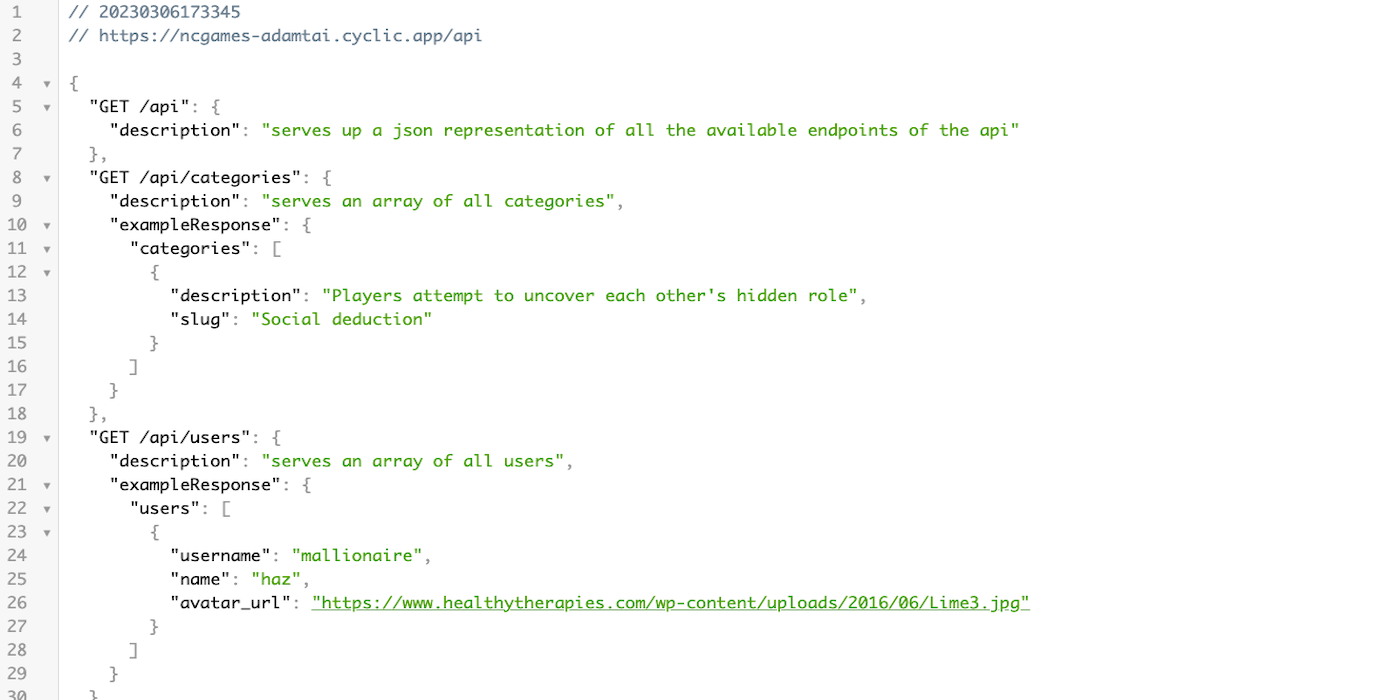 1 // 20230306173345
2 // https://ncgames-adamtai.cyclic.app/api
3
4 {
5 "GET /api": {
6 "description": "serves up a json representation of all the available endpoints of the api"
7 },
8 "GET /api/categories": {
9 "description": "serves an array of all categories",
10 "exampleResponse": {
11 "categories": [
12 {
13 "description": "Players attempt to uncover each other's hidden role",
14 "slug": "Social deduction"
15 }
16 ]
17 }
18 },
19 "GET /api/users": {
20 "description": "serves an array of all users",
21 "exampleResponse": {
22 "users": [
23 {
24 "username": "mallionaire",
25 "name": "haz",
26 "avatar_url": "https://www.healthytherapies.com/wp-content/uploads/2016/06/Lime3.jpg"
27 }
28 ]
29 }
30 }